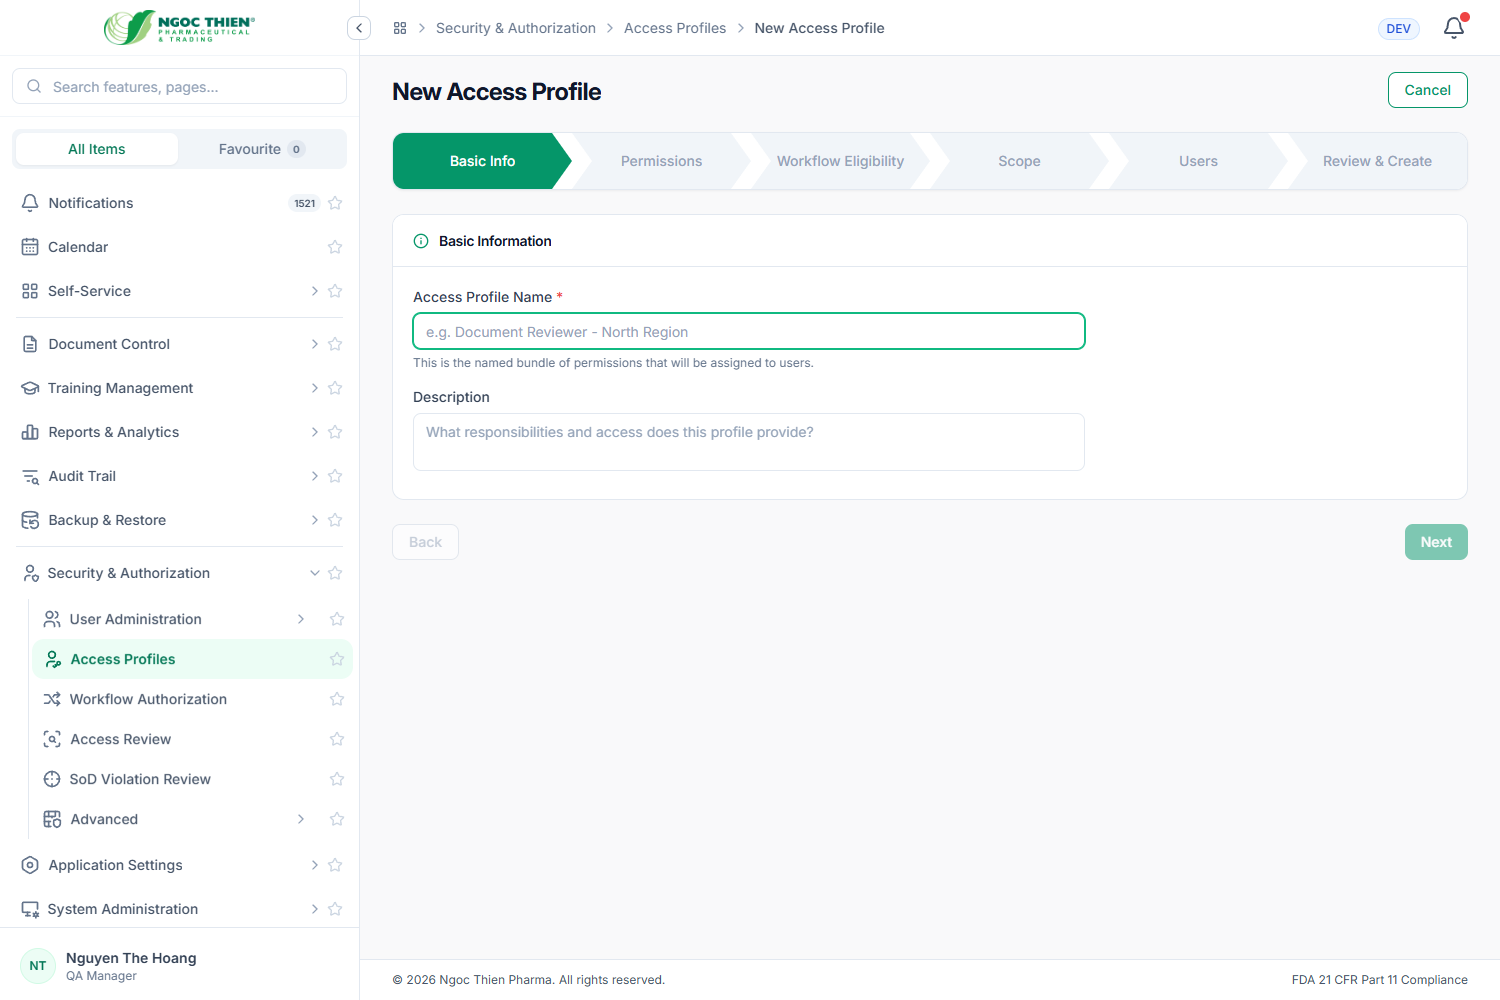 NGOC THIEN®
PHARMACEUTICAL
& TRADING
Security & Authorization
Access Profiles
New Access Profile
DEV
Search features, pages...
All Items
Favourite 0
Notifications 1521
Calendar
Self-Service
Document Control
Training Management
Reports & Analytics
Audit Trail
Backup & Restore
Security & Authorization
User Administration
Access Profiles
Workflow Authorization
Access Review
SoD Violation Review
Advanced
Application Settings
System Administration
NT
Nguyen The Hoang
QA Manager
New Access Profile
Cancel
Basic Info
Permissions
Workflow Eligibility
Scope
Users
Review & Create
Basic Information
Access Profile Name *
e.g. Document Reviewer - North Region
This is the named bundle of permissions that will be assigned to users.
Description
What responsibilities and access does this profile provide?
Back
Next
© 2026 Ngoc Thien Pharma. All rights reserved.
FDA 21 CFR Part 11 Compliance